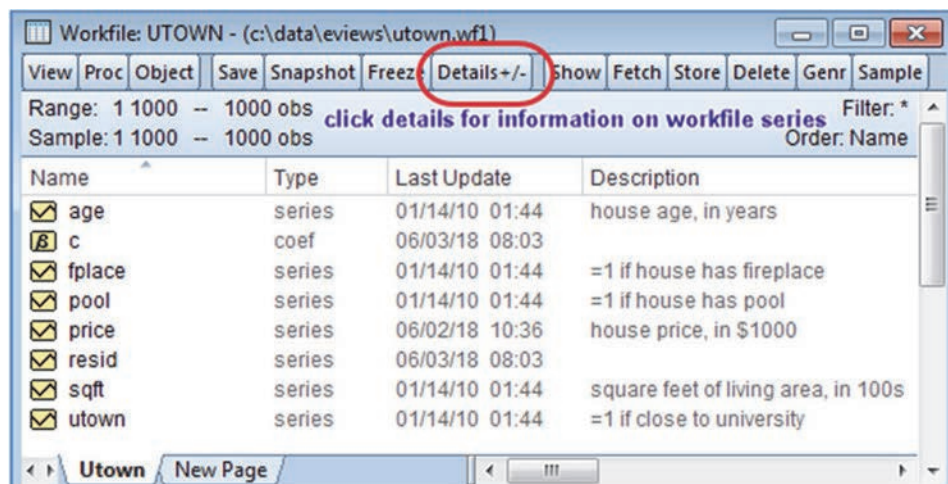 Workfile: UTOWN - (c:\data\eviews\utown.wf1)
View Proc Object Save Snapshot Freeze Details+/- Show Fetch Store Delete Genr Sample
Range: 1 1000 -- 1000 obs Filter: *
click details for information on workfile series
Sample: 1 1000 -- 1000 obs Order: Name
Name Type Last Update Description
age series 01/14/10 01:44 house age, in years
β c coef 06/03/18 08:03
fplace series 01/14/10 01:44 =1 if house has fireplace
pool series 01/14/10 01:44 =1 if house has pool
price series 06/02/18 10:36 house price, in $1000
resid series 06/03/18 08:03
sqft series 01/14/10 01:44 square feet of living area, in 100s
utown series 01/14/10 01:44 =1 if close to university
Utown New Page